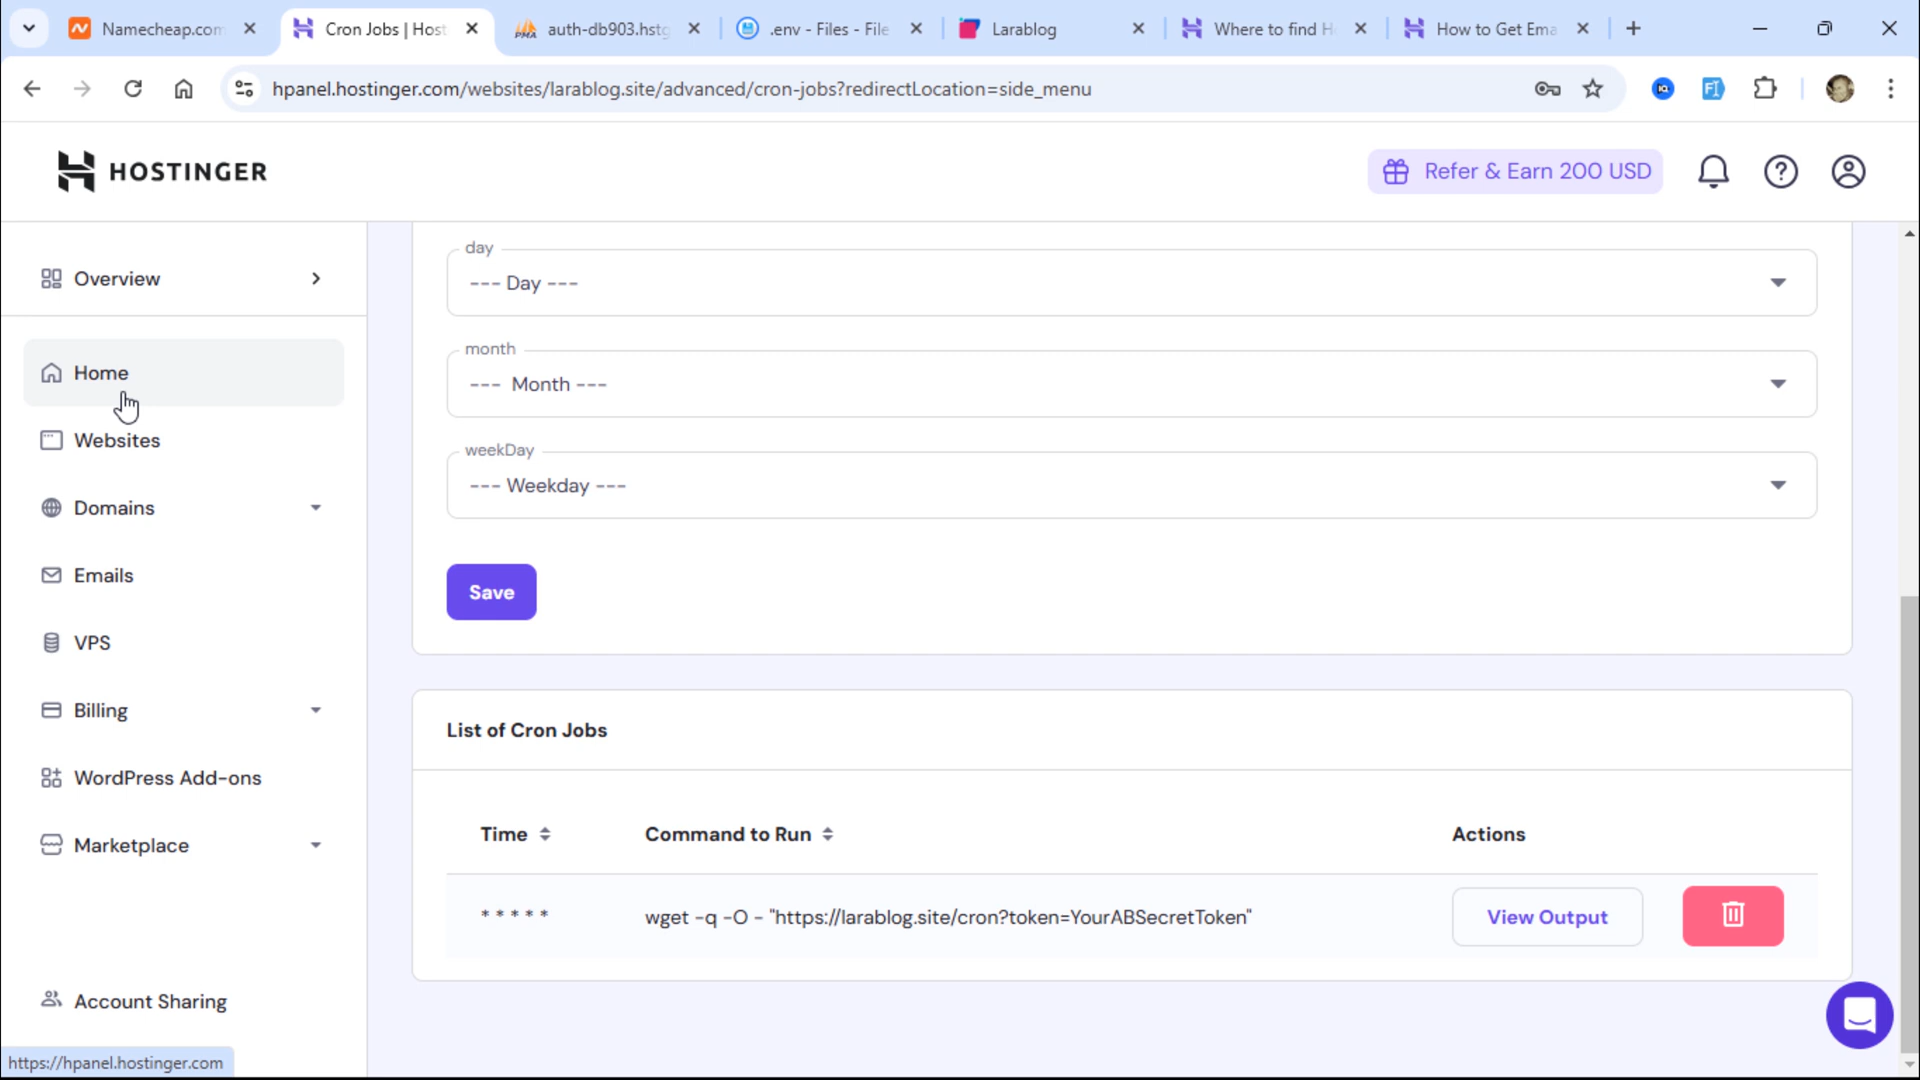 Namecheap.com
Cron Jobs | Host
auth-db903.hstg
.env - Files - File
Larablog
Where to find H
How to Get Ema
hpanel.hostinger.com/websites/larablog.site/advanced/cron-jobs?redirectLocation=side_menu
HOSTINGER
Refer & Earn 200 USD
Overview
Home
Websites
Domains
Emails
VPS
Billing
WordPress Add-ons
Marketplace
Account Sharing
https://hpanel.hostinger.com
day
--- Day ---
month
--- Month ---
weekDay
--- Weekday ---
Save
List of Cron Jobs
Time
Command to Run
Actions
* * * * *
wget -q -O - "https://larablog.site/cron?token=YourABSecretToken"
View Output